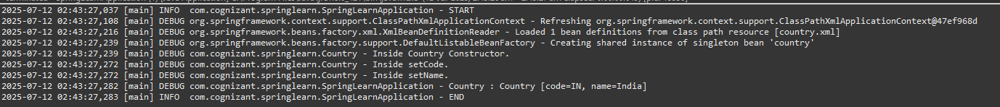 2025-07-12 02:43:27,037 [main] INFO  com.cognizant.springlearn.SpringLearnApplication - START
2025-07-12 02:43:27,108 [main] DEBUG org.springframework.context.support.ClassPathXmlApplicationContext - Refreshing org.springframework.context.support.ClassPathXmlApplicationContext@47ef968d
2025-07-12 02:43:27,216 [main] DEBUG org.springframework.beans.factory.xml.XmlBeanDefinitionReader - Loaded 1 bean definitions from class path resource [country.xml]
2025-07-12 02:43:27,239 [main] DEBUG org.springframework.beans.factory.support.DefaultListableBeanFactory - Creating shared instance of singleton bean 'country'
2025-07-12 02:43:27,239 [main] DEBUG com.cognizant.springlearn.Country - Inside Country Constructor.
2025-07-12 02:43:27,272 [main] DEBUG com.cognizant.springlearn.Country - Inside setCode.
2025-07-12 02:43:27,272 [main] DEBUG com.cognizant.springlearn.Country - Inside setName.
2025-07-12 02:43:27,282 [main] DEBUG com.cognizant.springlearn.SpringLearnApplication - Country : Country [code=IN, name=India]
2025-07-12 02:43:27,283 [main] INFO  com.cognizant.springlearn.SpringLearnApplication - END